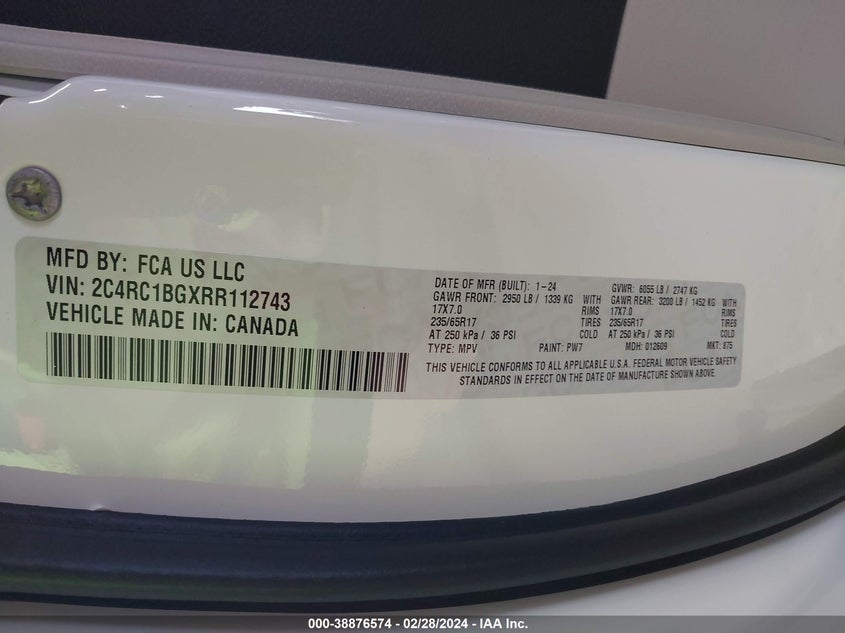 MFD BY: FCA US LLC
VIN: 2C4RC1BGXRR112743
VEHICLE MADE IN: CANADA
DATE OF MFR (BUILT): 1-24 GVWR: 6055 LB / 2747 KG
GAWR FRONT: 2950 LB / 1339 KG WITH GAWR REAR: 3200 LB / 1452 KG WITH
17X7.0 RIMS 17X7.0 RIMS
235/65R17 TIRES 235/65R17 TIRES
AT 250 kPa / 36 PSI COLD AT 250 kPa / 36 PSI COLD
TYPE: MPV PAINT: PW7 MDH: 012609 MKT: 875
THIS VEHICLE CONFORMS TO ALL APPLICABLE U.S.A. FEDERAL MOTOR VEHICLE SAFETY
STANDARDS IN EFFECT ON THE DATE OF MANUFACTURE SHOWN ABOVE.
000-38876574 / 02/28/2024 - IAA Inc.